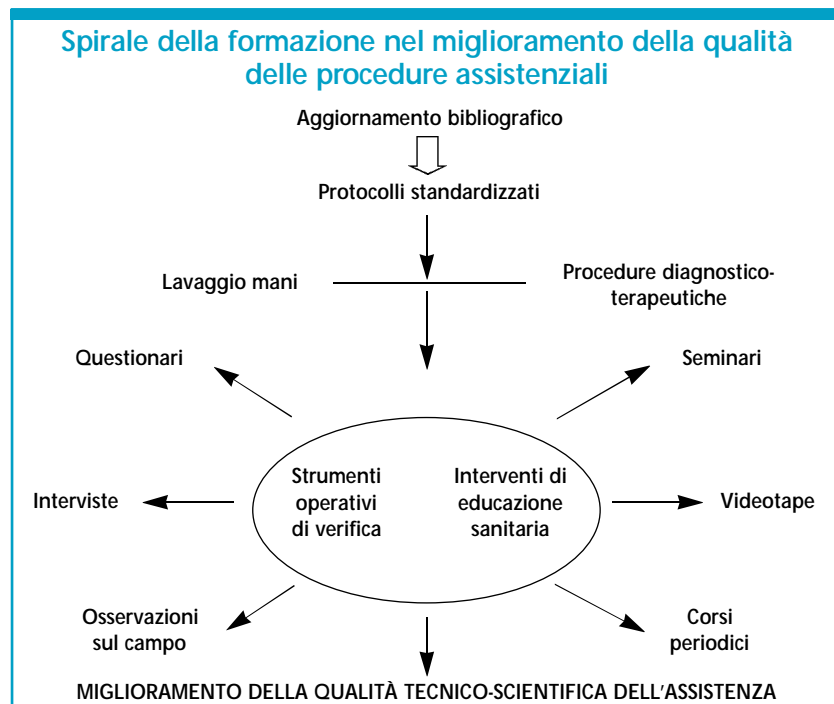 Spirale della formazione nel miglioramento della qualità
delle procedure assistenziali
Aggiornamento bibliografico
Protocolli standardizzati
Lavaggio mani
Procedure diagnostico-
terapeutiche
Questionari
Seminari
Strumenti
operativi
di verifica
Interventi di
educazione
sanitaria
Interviste
Videotape
Osservazioni
sul campo
Corsi
periodici
MIGLIORAMENTO DELLA QUALITÀ TECNICO-SCIENTIFICA DELL'ASSISTENZA